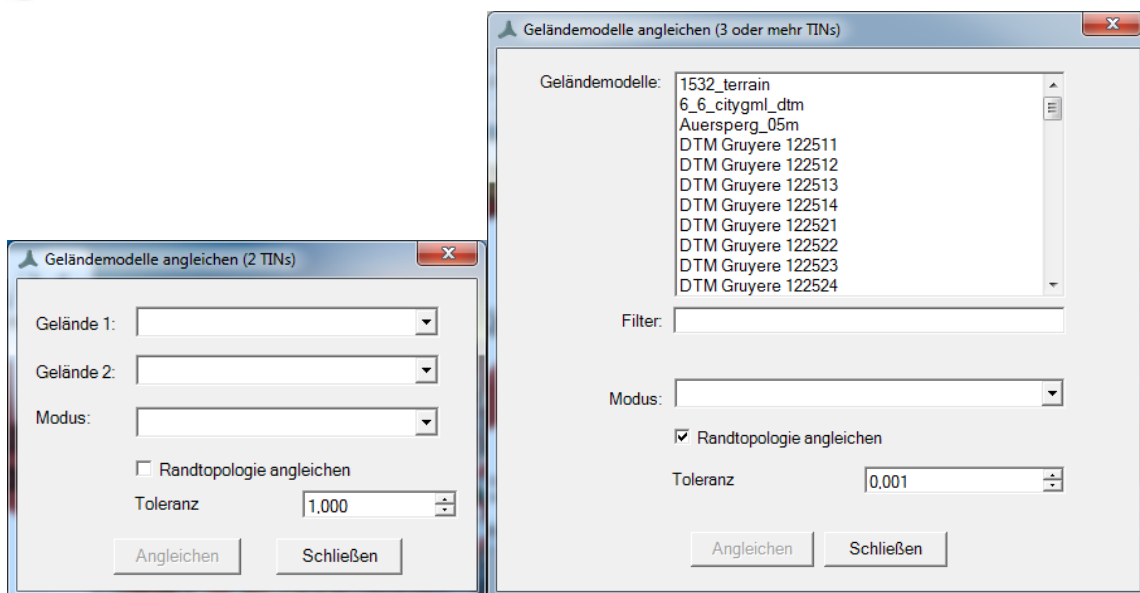 Geländemodelle angleichen (2 TINs)
Gelände 1:
Gelände 2:
Modus:
Randtopologie angleichen
Toleranz 1,000
Angleichen Schließen
Geländemodelle angleichen (3 oder mehr TINs)
Geländemodelle:
1532_terrain
6_6_citygml_dtm
Auersperg_05m
DTM Gruyere 122511
DTM Gruyere 122512
DTM Gruyere 122513
DTM Gruyere 122514
DTM Gruyere 122521
DTM Gruyere 122522
DTM Gruyere 122523
DTM Gruyere 122524
Filter:
Modus:
Randtopologie angleichen
Toleranz 0,001
Angleichen Schließen